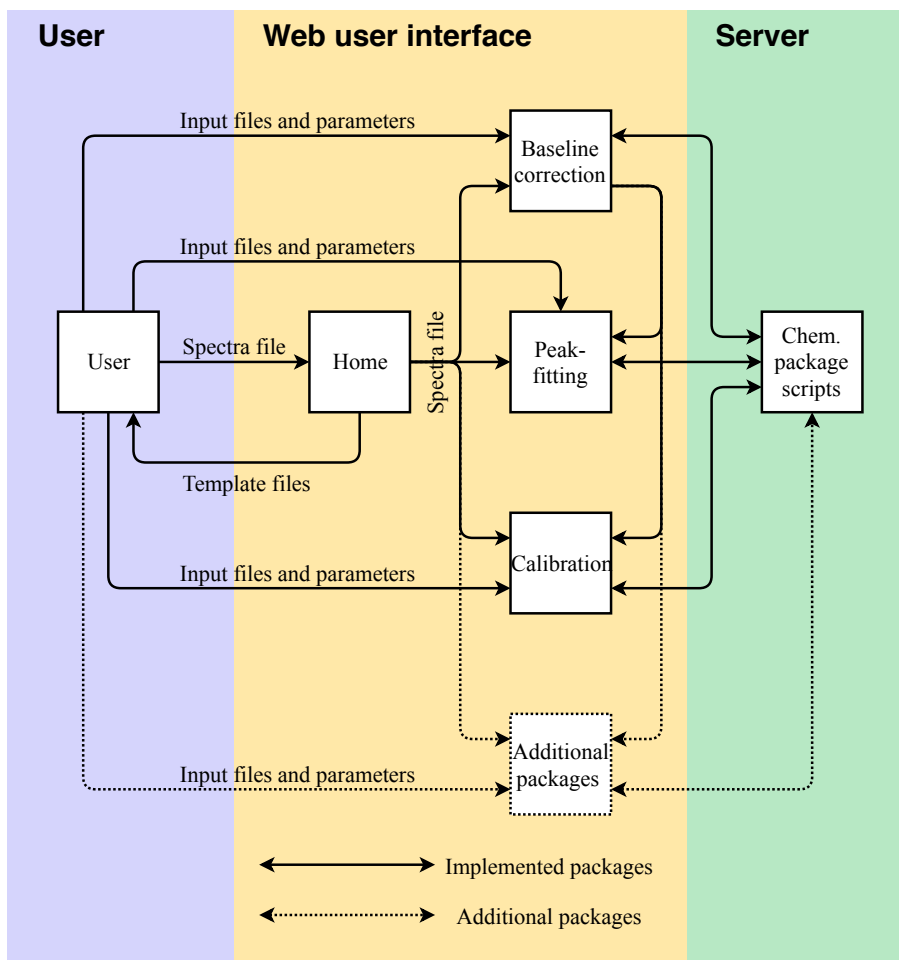 User
Web user interface
Server
Input files and parameters
Baseline
correction
Input files and parameters
User
Spectra file
Home
Spectra file
Peak-
fitting
Chem.
package
scripts
Template files
Input files and parameters
Calibration
Additional
packages
Input files and parameters
Implemented packages
Additional packages